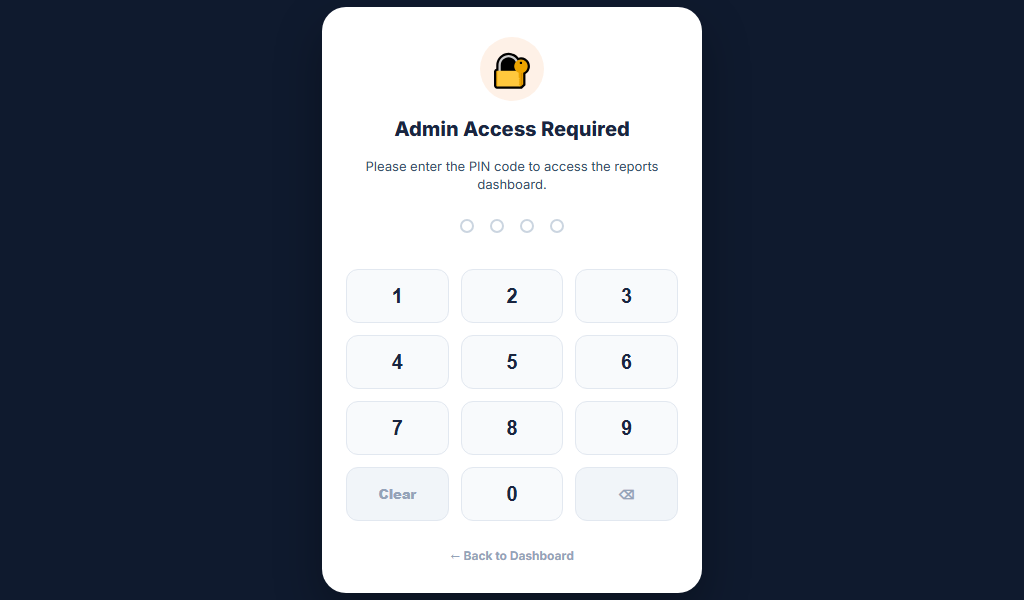 Admin Access Required
Please enter the PIN code to access the reports
dashboard.
1 2 3
4 5 6
7 8 9
Clear 0 ⌫
← Back to Dashboard